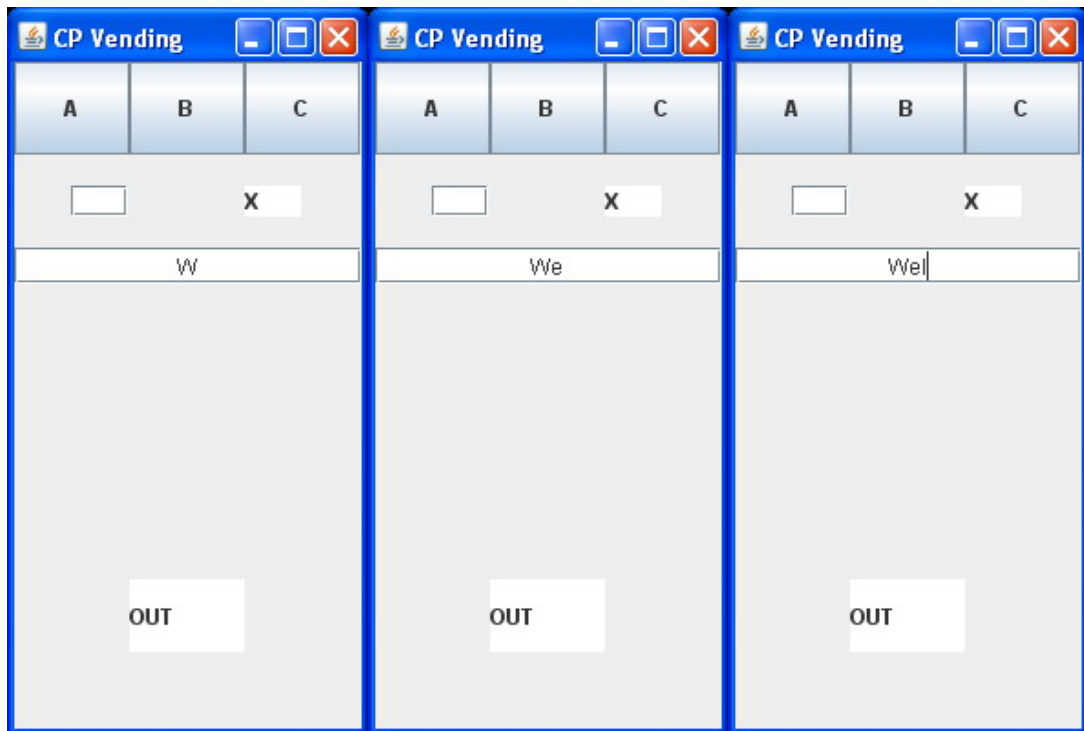 CP Vending
A B C
X
W
OUT
CP Vending
A B C
X
We
OUT
CP Vending
A B C
X
Wel
OUT